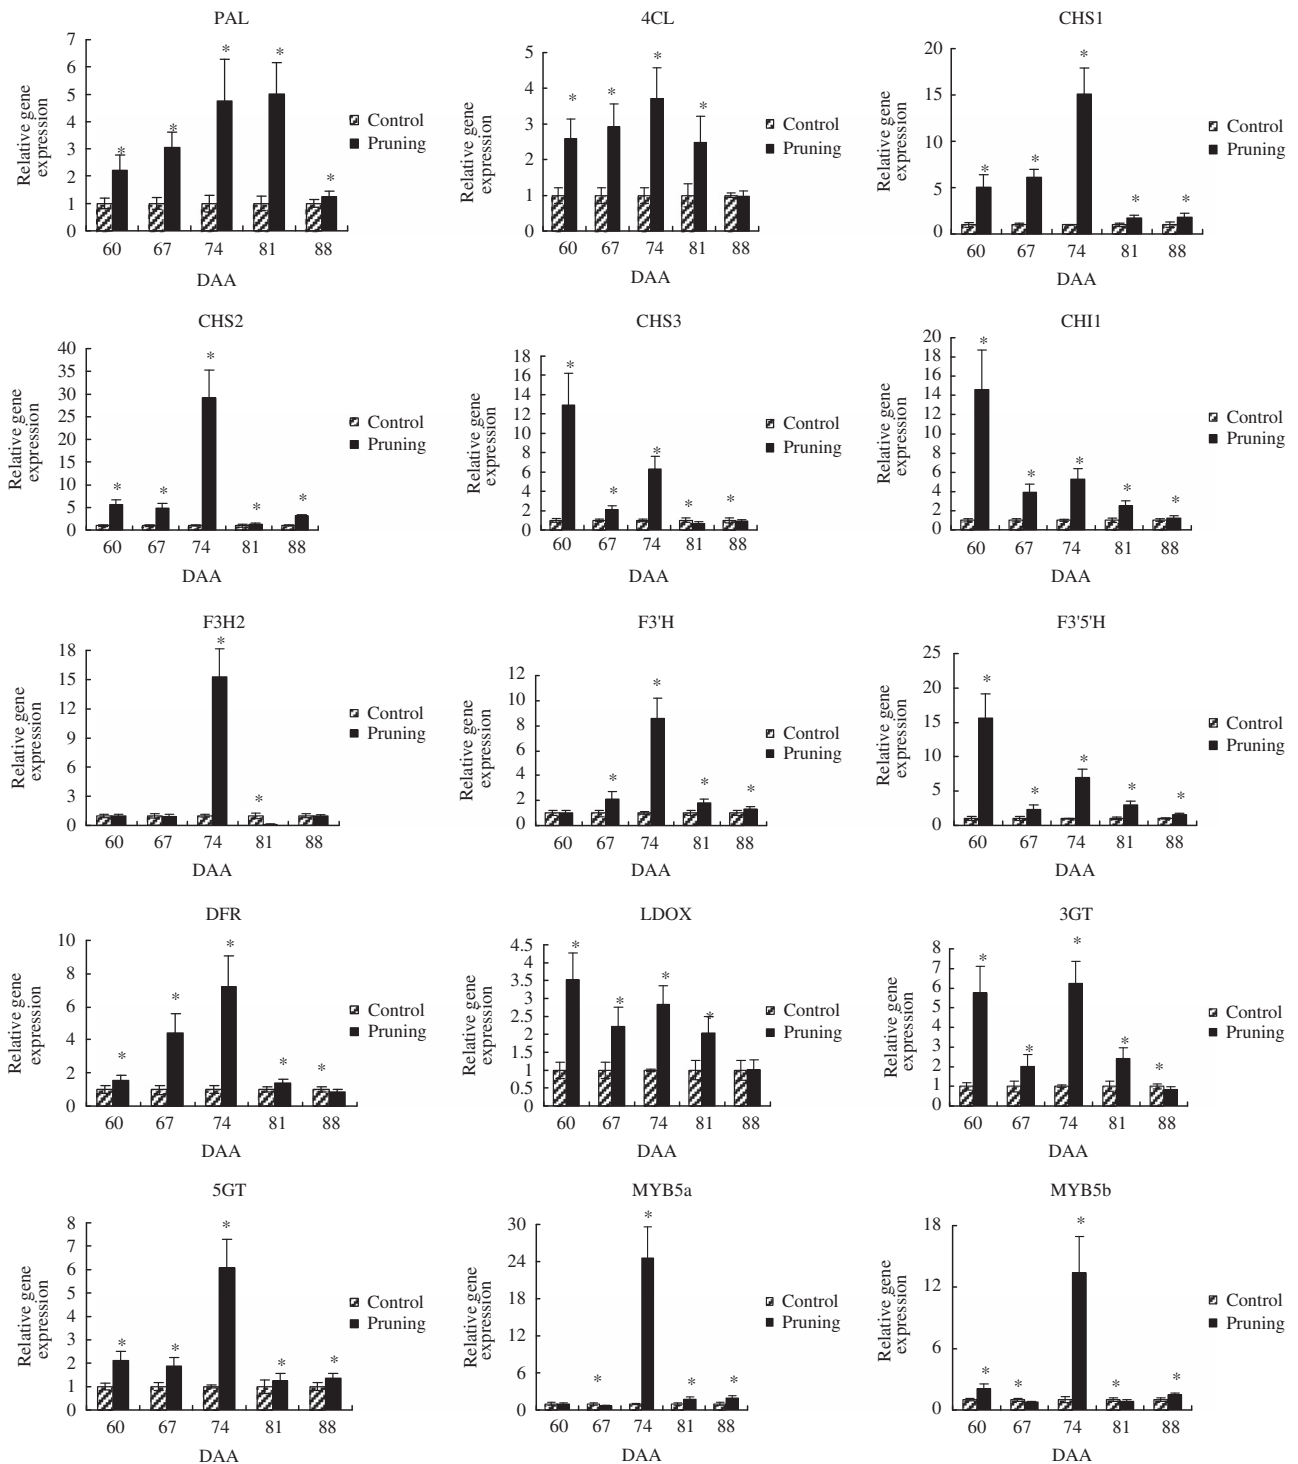 PAL
7
6
5
4
3
2
1
0
Relative gene
expression
* * * * *
60 67 74 81 88
DAA
Control
Pruning
4CL
5
4
3
2
1
0
Relative gene
expression
* * * *
60 67 74 81 88
DAA
Control
Pruning
CHS1
20
15
10
5
0
Relative gene
expression
* * * * *
60 67 74 81 88
DAA
Control
Pruning
CHS2
40
35
30
25
20
15
10
5
0
Relative gene
expression
* * * * *
60 67 74 81 88
DAA
Control
Pruning
CHS3
18
16
14
12
10
8
6
4
2
0
Relative gene
expression
* * * * *
60 67 74 81 88
DAA
Control
Pruning
CHI1
20
18
16
14
12
10
8
6
4
2
0
Relative gene
expression
* * * * *
60 67 74 81 88
DAA
Control
Pruning
F3H2
18
15
12
9
6
3
0
Relative gene
expression
* *
60 67 74 81 88
DAA
Control
Pruning
F3'H
12
10
8
6
4
2
0
Relative gene
expression
* * * *
60 67 74 81 88
DAA
Control
Pruning
F3'5'H
25
20
15
10
5
0
Relative gene
expression
* * * * *
60 67 74 81 88
DAA
Control
Pruning
DFR
10
8
6
4
2
0
Relative gene
expression
* * * * *
60 67 74 81 88
DAA
Control
Pruning
LDOX
4.5
4
3.5
3
2.5
2
1.5
1
0.5
0
Relative gene
expression
* * * *
60 67 74 81 88
DAA
Control
Pruning
3GT
8
7
6
5
4
3
2
1
0
Relative gene
expression
* * * * *
60 67 74 81 88
DAA
Control
Pruning
5GT
8
7
6
5
4
3
2
1
0
Relative gene
expression
* * * * *
60 67 74 81 88
DAA
Control
Pruning
MYB5a
30
24
18
12
6
0
Relative gene
expression
* * * *
60 67 74 81 88
DAA
Control
Pruning
MYB5b
18
12
6
0
Relative gene
expression
* * * * *
60 67 74 81 88
DAA
Control
Pruning